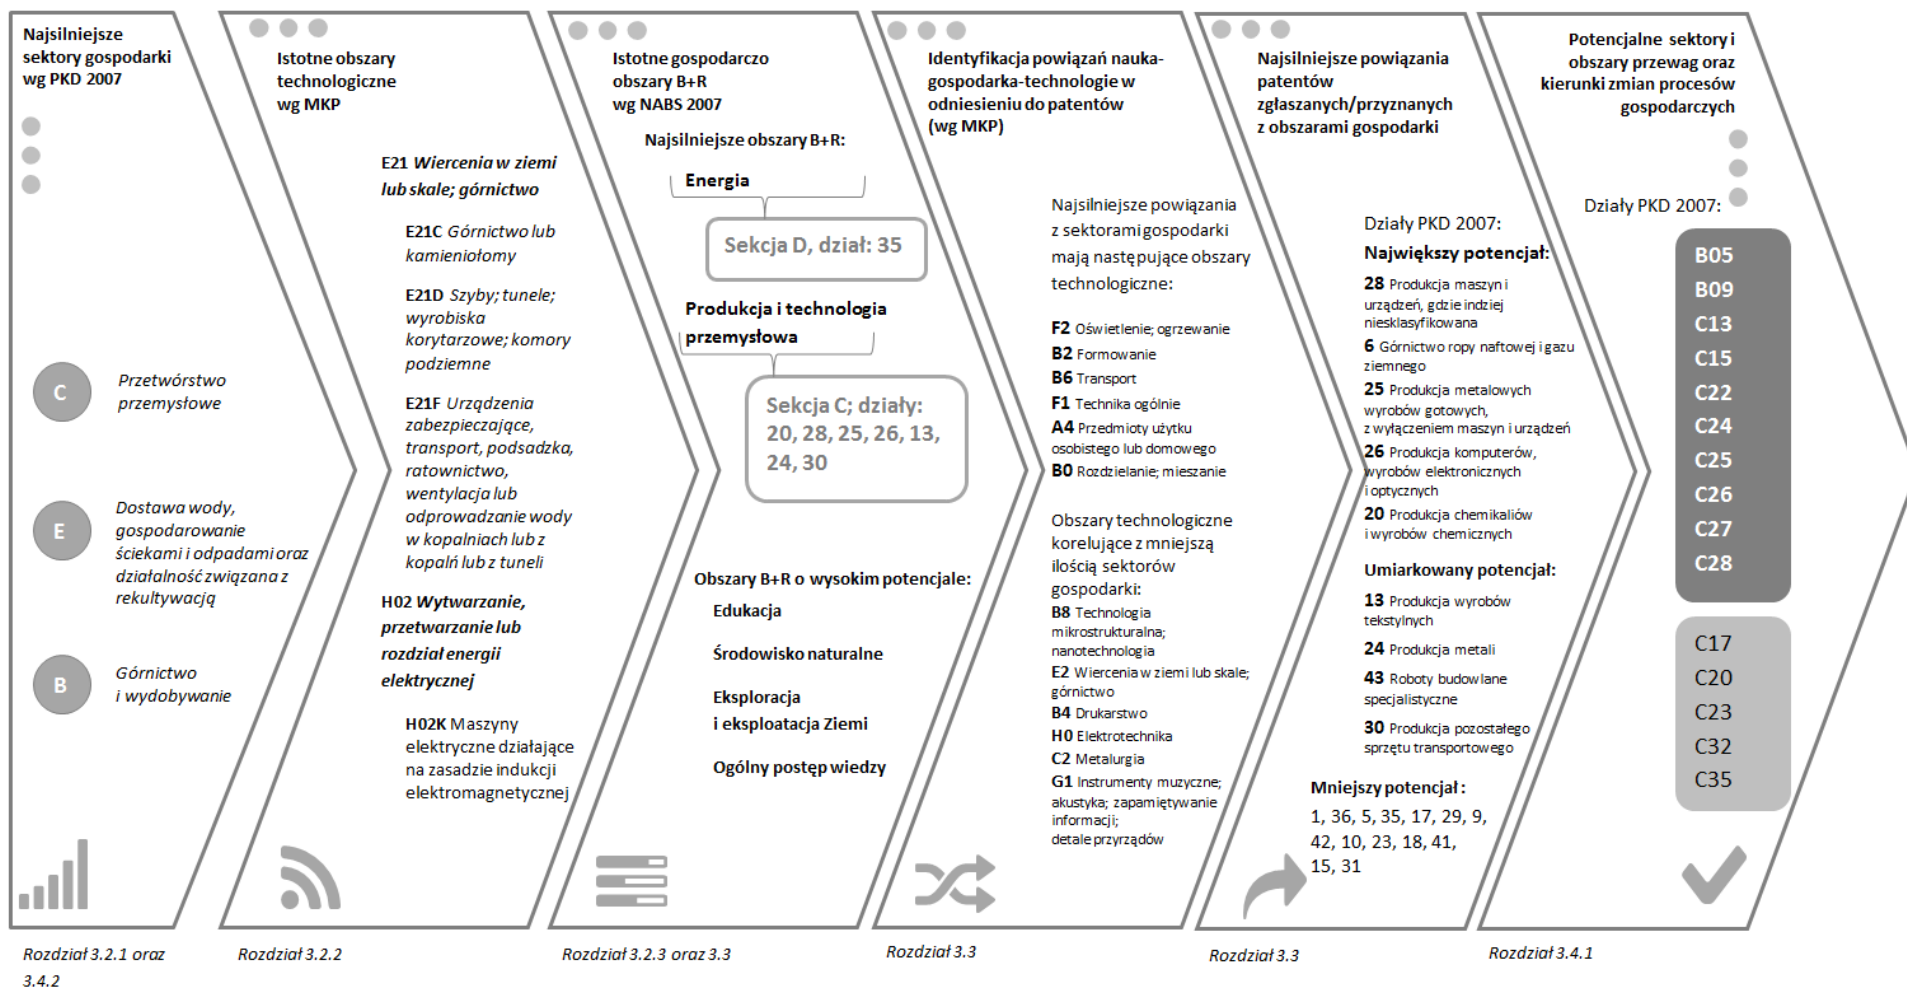 Najsilniejsze
sektory gospodarki
wg PKD 2007
C
Przetwórstwo
przemysłowe
E
Dostawa wody,
gospodarowanie
ściekami i odpadami oraz
działalność związana z
rekultywacją
B
Górnictwo
i wydobywanie
Rozdział 3.2.1 oraz
3.4.2
Istotne obszary
technologiczne
wg MKP
E21 Wiercenia w ziemi
lub skale; górnictwo
E21C Górnictwo lub
kamieniołomy
E21D Szyby; tunele;
wyrobiska
korytarzowe; komory
podziemne
E21F Urządzenia
zabezpieczające,
transport, podsadzka,
ratownictwo,
wentylacja lub
odprowadzanie wody
w kopalniach lub z
kopalń lub z tuneli
H02 Wytwarzanie,
przetwarzanie lub
rozdział energii
elektrycznej
H02K Maszyny
elektryczne działające
na zasadzie indukcji
elektromagnetycznej
Rozdział 3.2.2
Istotne gospodarczo
obszary B+R
wg NABS 2007
Najsilniejsze obszary B+R:
Energia
Sekcja D, dział: 35
Produkcja i technologia
przemysłowa
Sekcja C; działy:
20, 28, 25, 26, 13,
24, 30
Obszary B+R o wysokim potencjale:
Edukacja
Środowisko naturalne
Eksploracja
i eksploatacja Ziemi
Ogólny postęp wiedzy
Rozdział 3.2.3 oraz 3.3
Identyfikacja powiązań nauka-
gospodarka-technologie w
odniesieniu do patentów
(wg MKP)
Najsilniejsze powiązania
z sektorami gospodarki
mają następujące obszary
technologiczne:
F2 Oświetlenie; ogrzewanie
B2 Formowanie
B6 Transport
F1 Technika ogólnie
A4 Przedmioty użytku
osobistego lub domowego
B0 Rozdzielanie; mieszanie
Obszary technologiczne
korelujące z mniejszą
ilością sektorów
gospodarki:
B8 Technologia
mikrostrukturalna;
nanotechnologia
E2 Wiercenia w ziemi lub skale;
górnictwo
B4 Drukarstwo
H0 Elektrotechnika
C2 Metalurgia
G1 Instrumenty muzyczne;
akustyka; zapamiętywanie
informacji;
detale przyrządów
Rozdział 3.3
Najsilniejsze powiązania
patentów
zgłaszanych/przyznanych
z obszarami gospodarki
Działy PKD 2007:
Największy potencjał:
28 Produkcja maszyn i
urządzeń, gdzie indziej
niesklasyfikowana
6 Górnictwo ropy naftowej i gazu
ziemnego
25 Produkcja metalowych
wyrobów gotowych,
z wyłączeniem maszyn i urządzeń
26 Produkcja komputerów,
wyrobów elektronicznych
i optycznych
20 Produkcja chemikaliów
i wyrobów chemicznych
Umiarkowany potencjał:
13 Produkcja wyrobów
tekstylnych
24 Produkcja metali
43 Roboty budowlane
specjalistyczne
30 Produkcja pozostałego
sprzętu transportowego
Mniejszy potencjał :
1, 36, 5, 35, 17, 29, 9,
42, 10, 23, 18, 41,
15, 31
Rozdział 3.3
Potencjalne sektory i
obszary przewag oraz
kierunki zmian procesów
gospodarczych
Działy PKD 2007:
B05
B09
C13
C15
C22
C24
C25
C26
C27
C28
C17
C20
C23
C32
C35
Rozdział 3.4.1